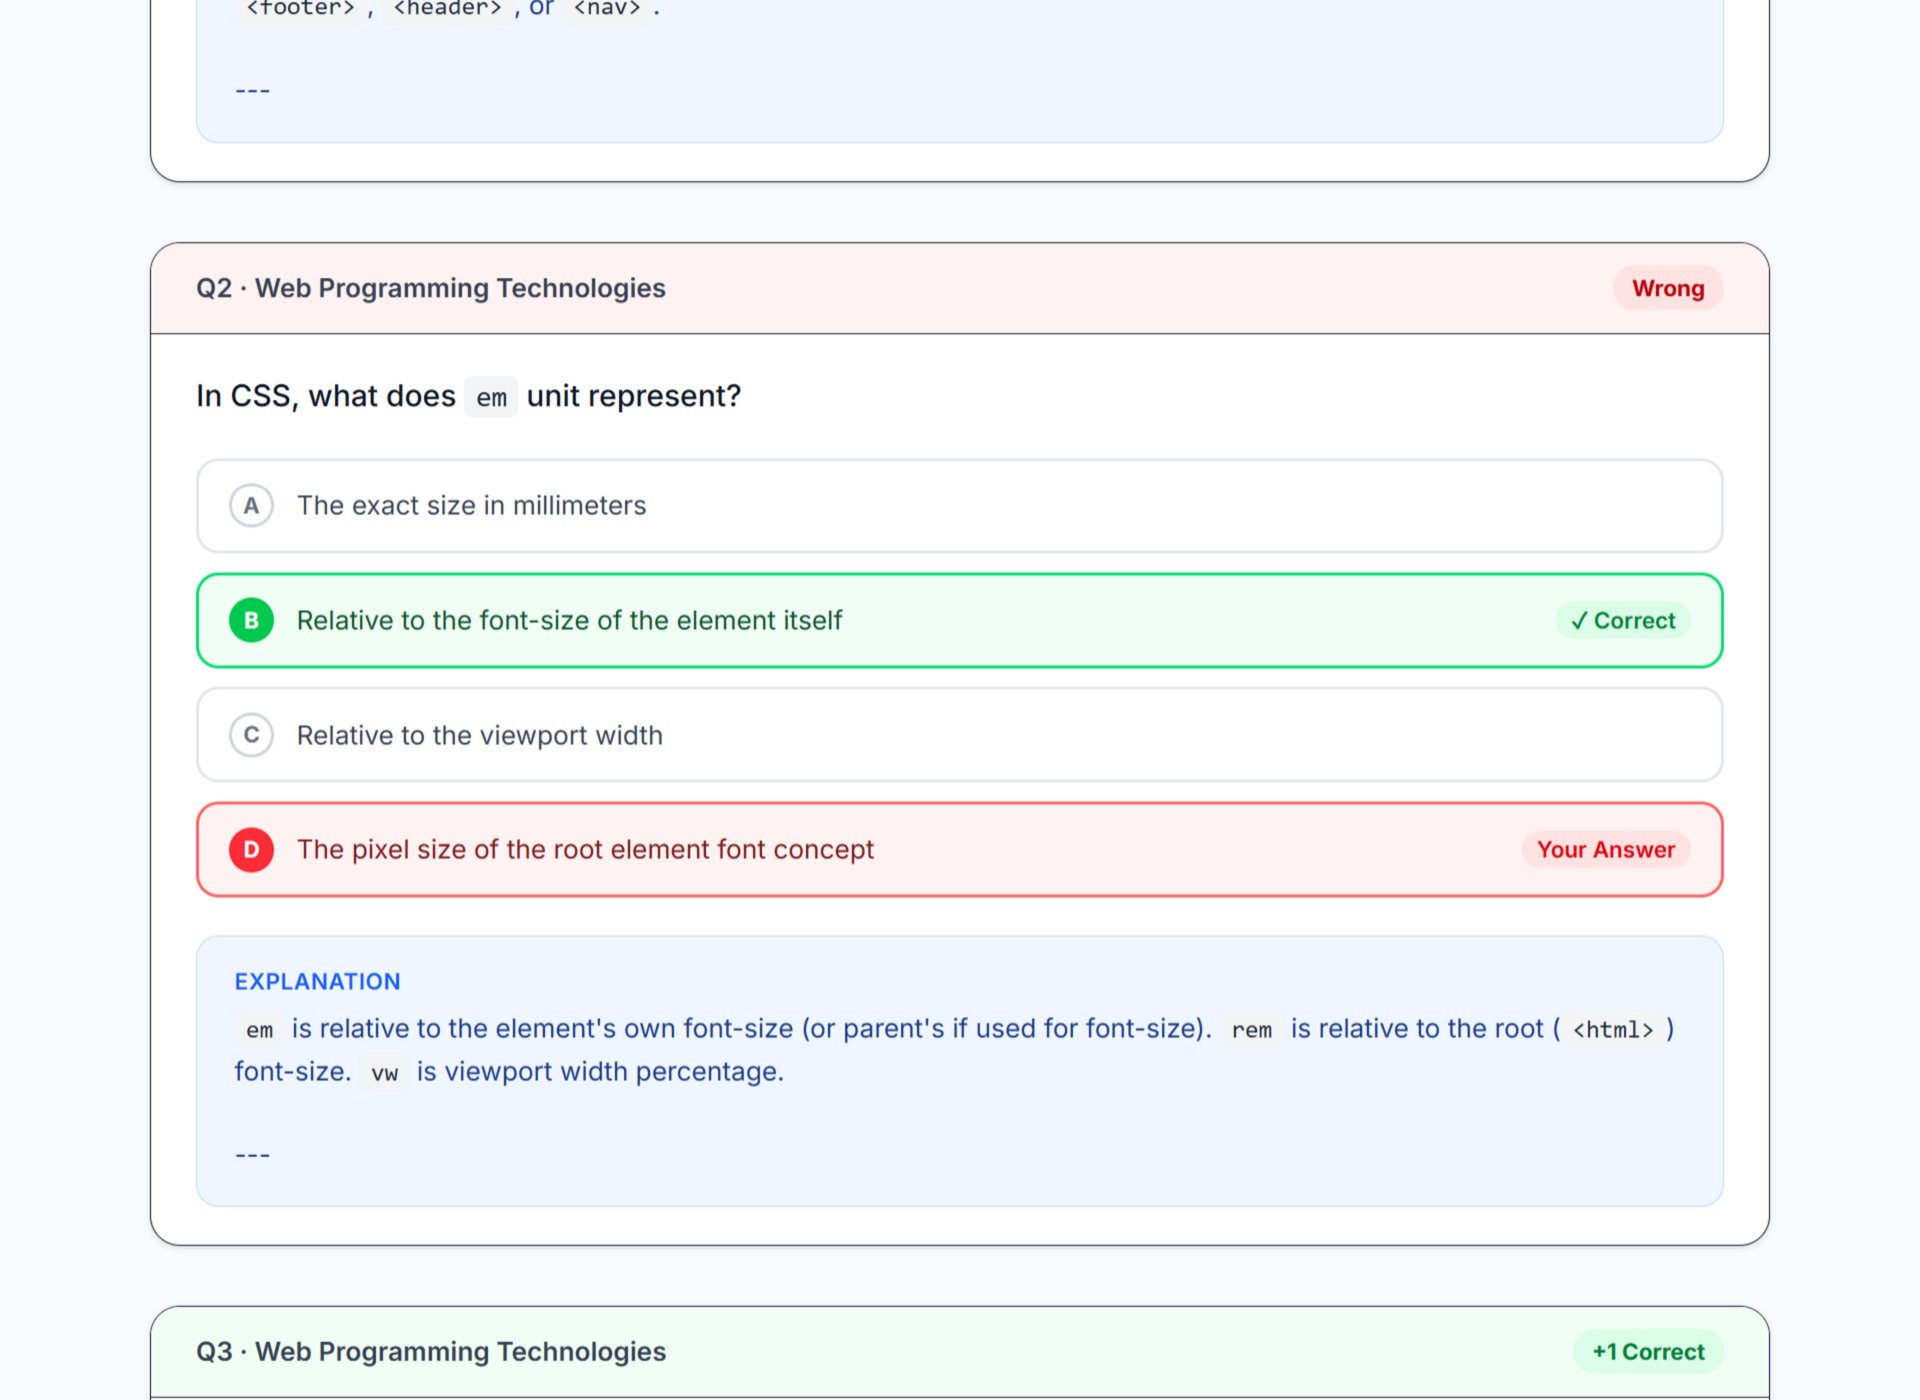 <footer> , <header> , or <nav> .
---
Q2 · Web Programming Technologies
Wrong
In CSS, what does em unit represent?
A The exact size in millimeters
B Relative to the font-size of the element itself ✓ Correct
C Relative to the viewport width
D The pixel size of the root element font concept Your Answer
EXPLANATION
em is relative to the element's own font-size (or parent's if used for font-size). rem is relative to the root ( <html> )
font-size. vw is viewport width percentage.
---
Q3 · Web Programming Technologies
+1 Correct